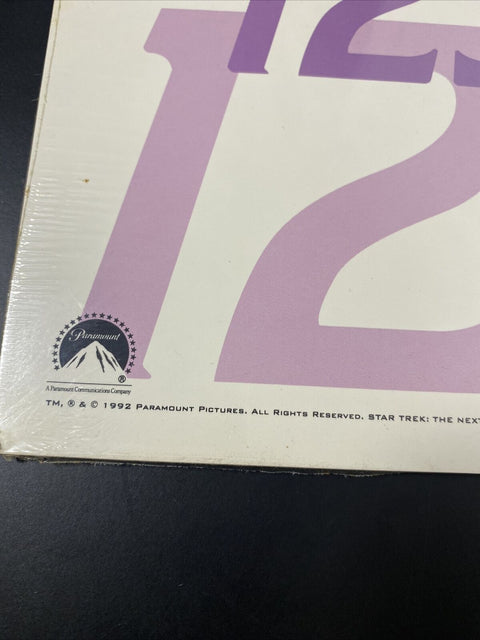 12
12
Paramount
®
A Paramount Communications Company
TM, ® & © 1992 PARAMOUNT PICTURES. ALL RIGHTS RESERVED. STAR TREK: THE NEXT